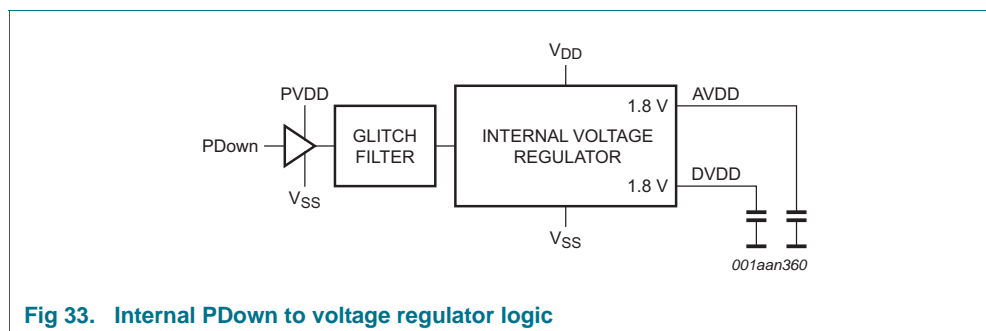 VDD
PVDD
1.8 V
AVDD
PDown
GLITCH
FILTER
INTERNAL VOLTAGE
REGULATOR
1.8 V
DVDD
VSS
VSS
001aan360
Fig 33. Internal PDown to voltage regulator logic